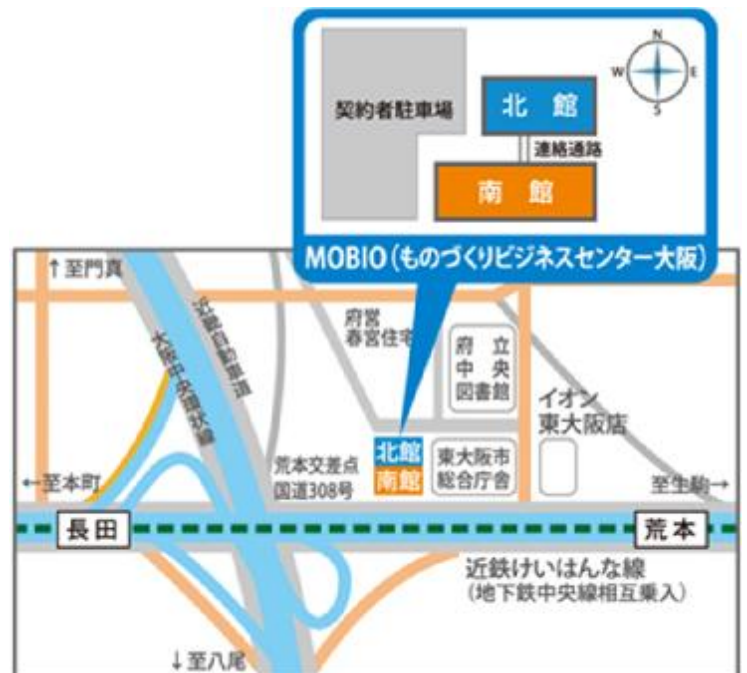 N
W
E
S
契約者駐車場
北館
連絡通路
南館
MOBIO(ものづくりビジネスセンター大阪)
↑至門真
近畿自動車道
大阪中央環状線
府営
春宮住宅
府立
中央
図書館
イオン
東大阪店
荒本交差点
国道308号
北館
南館
東大阪市
総合庁舎
←至本町
至生駒→
長田
荒本
近鉄けいはんな線
(地下鉄中央線相互乗入)
↓至八尾